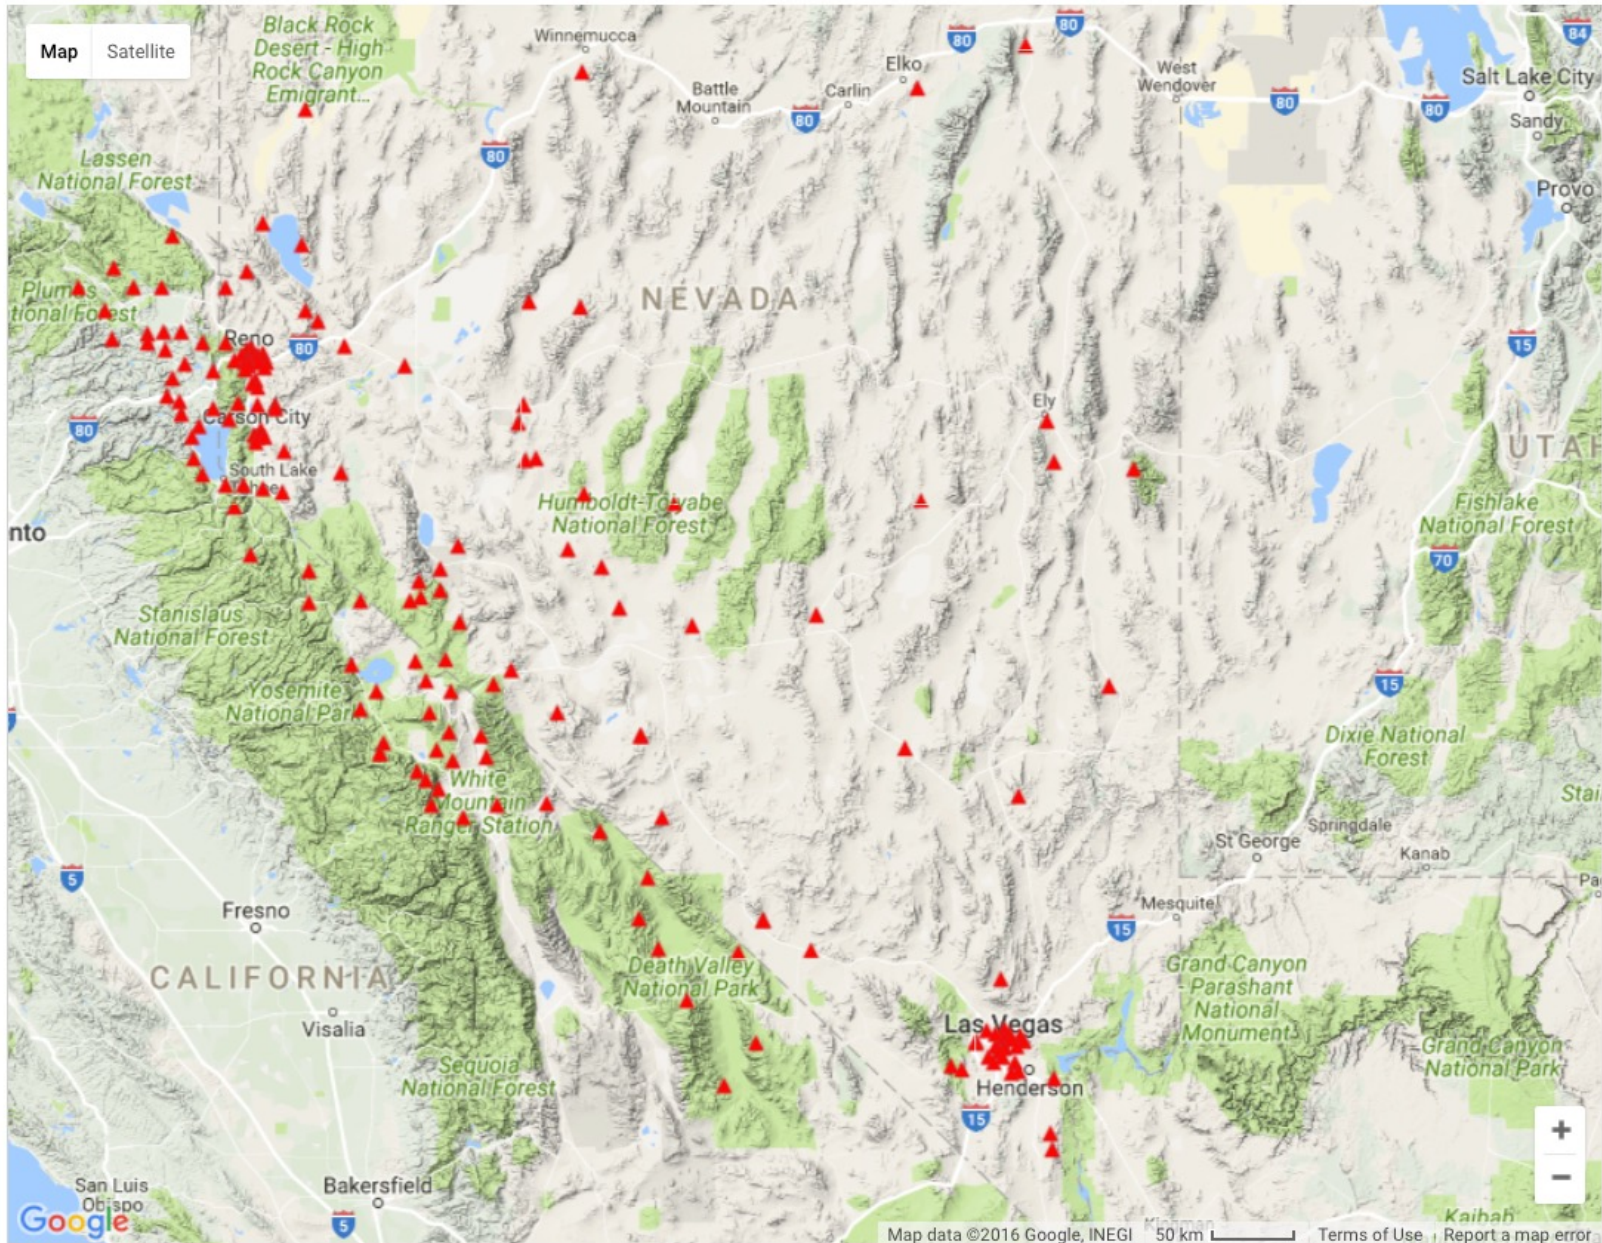 Map
Satellite
Black Rock
Desert - High
Rock Canyon
Emigrant...
Winnemucca
80
80
84
Elko
West
Wendover
Salt Lake City
Battle
Mountain
Carlin
80
80
80
Sandy
80
Lassen
National Forest
Provo
NEVADA
Plumas
tional Forest
Reno
80
15
Ely
Carson City
80
UTAH
South Lake
Tahoe
Humboldt-Toiyabe
National Forest
Fishlake
National Forest
nto
70
Stanislaus
National Forest
15
Yosemite
National Park
Dixie National
Forest
White
Mountain
Ranger Station
Stai
Springdale
St George
Kanab
5
Pa
Mesquite
Fresno
15
CALIFORNIA
Death Valley
National Park
Grand Canyon
- Parashant
National
Monument
Las Vegas
Visalia
Grand Canyon
National Park
Sequoia
National Forest
Henderson
15
+
−
San Luis
Obispo
Bakersfield
5
Google
Kingman
Kaibab
Map data ©2016 Google, INEGI
50 km
Terms of Use
Report a map error